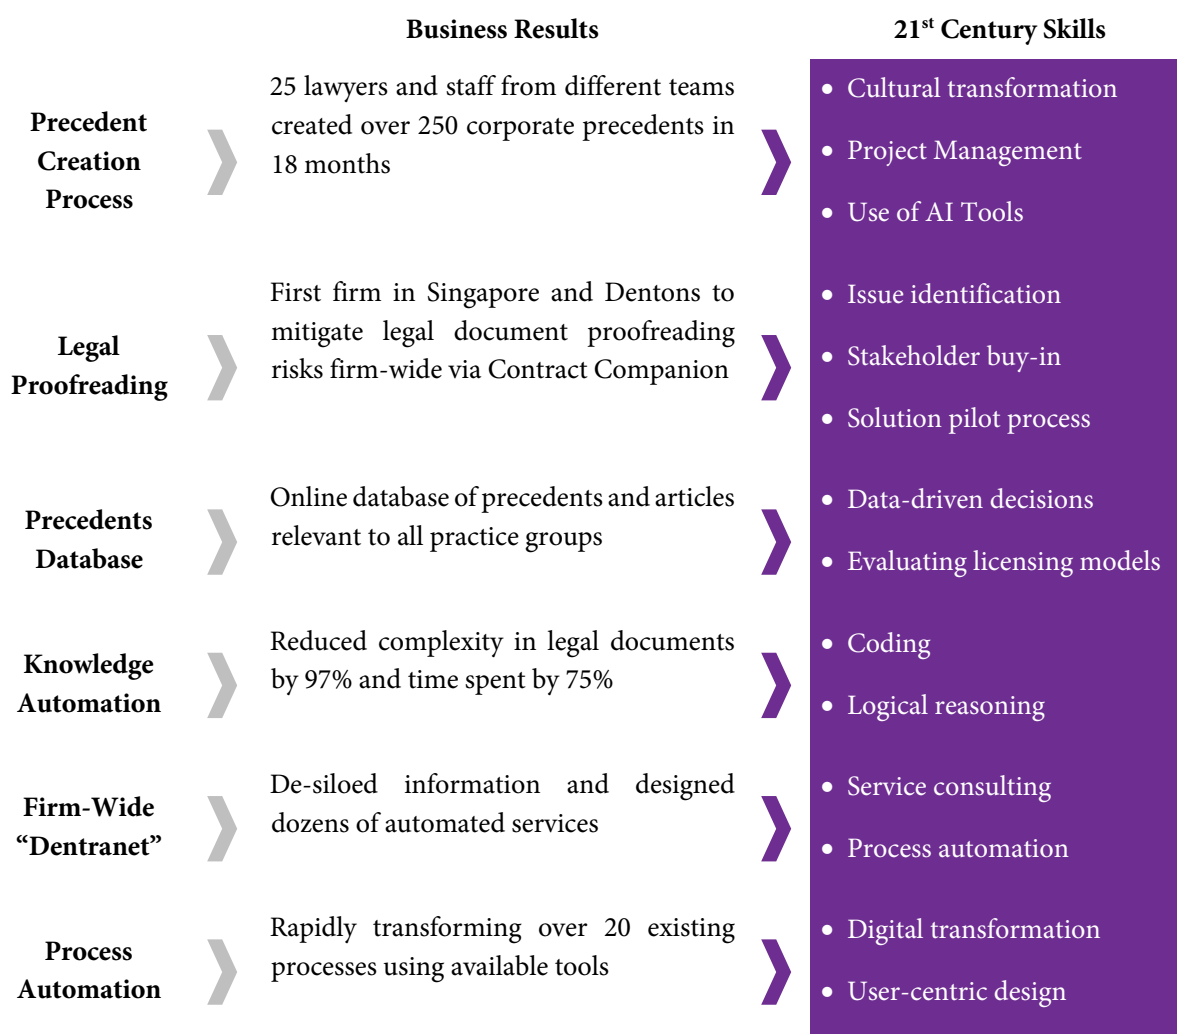 Business Results
21st Century Skills
Precedent
Creation
Process
25 lawyers and staff from different teams
created over 250 corporate precedents in
18 months
• Cultural transformation
• Project Management
• Use of AI Tools
Legal
Proofreading
First firm in Singapore and Dentons to
mitigate legal document proofreading
risks firm-wide via Contract Companion
• Issue identification
• Stakeholder buy-in
• Solution pilot process
Precedents
Database
Online database of precedents and articles
relevant to all practice groups
• Data-driven decisions
• Evaluating licensing models
Knowledge
Automation
Reduced complexity in legal documents
by 97% and time spent by 75%
• Coding
• Logical reasoning
Firm-Wide
“Dentranet”
De-siloed information and designed
dozens of automated services
• Service consulting
• Process automation
Process
Automation
Rapidly transforming over 20 existing
processes using available tools
• Digital transformation
• User-centric design